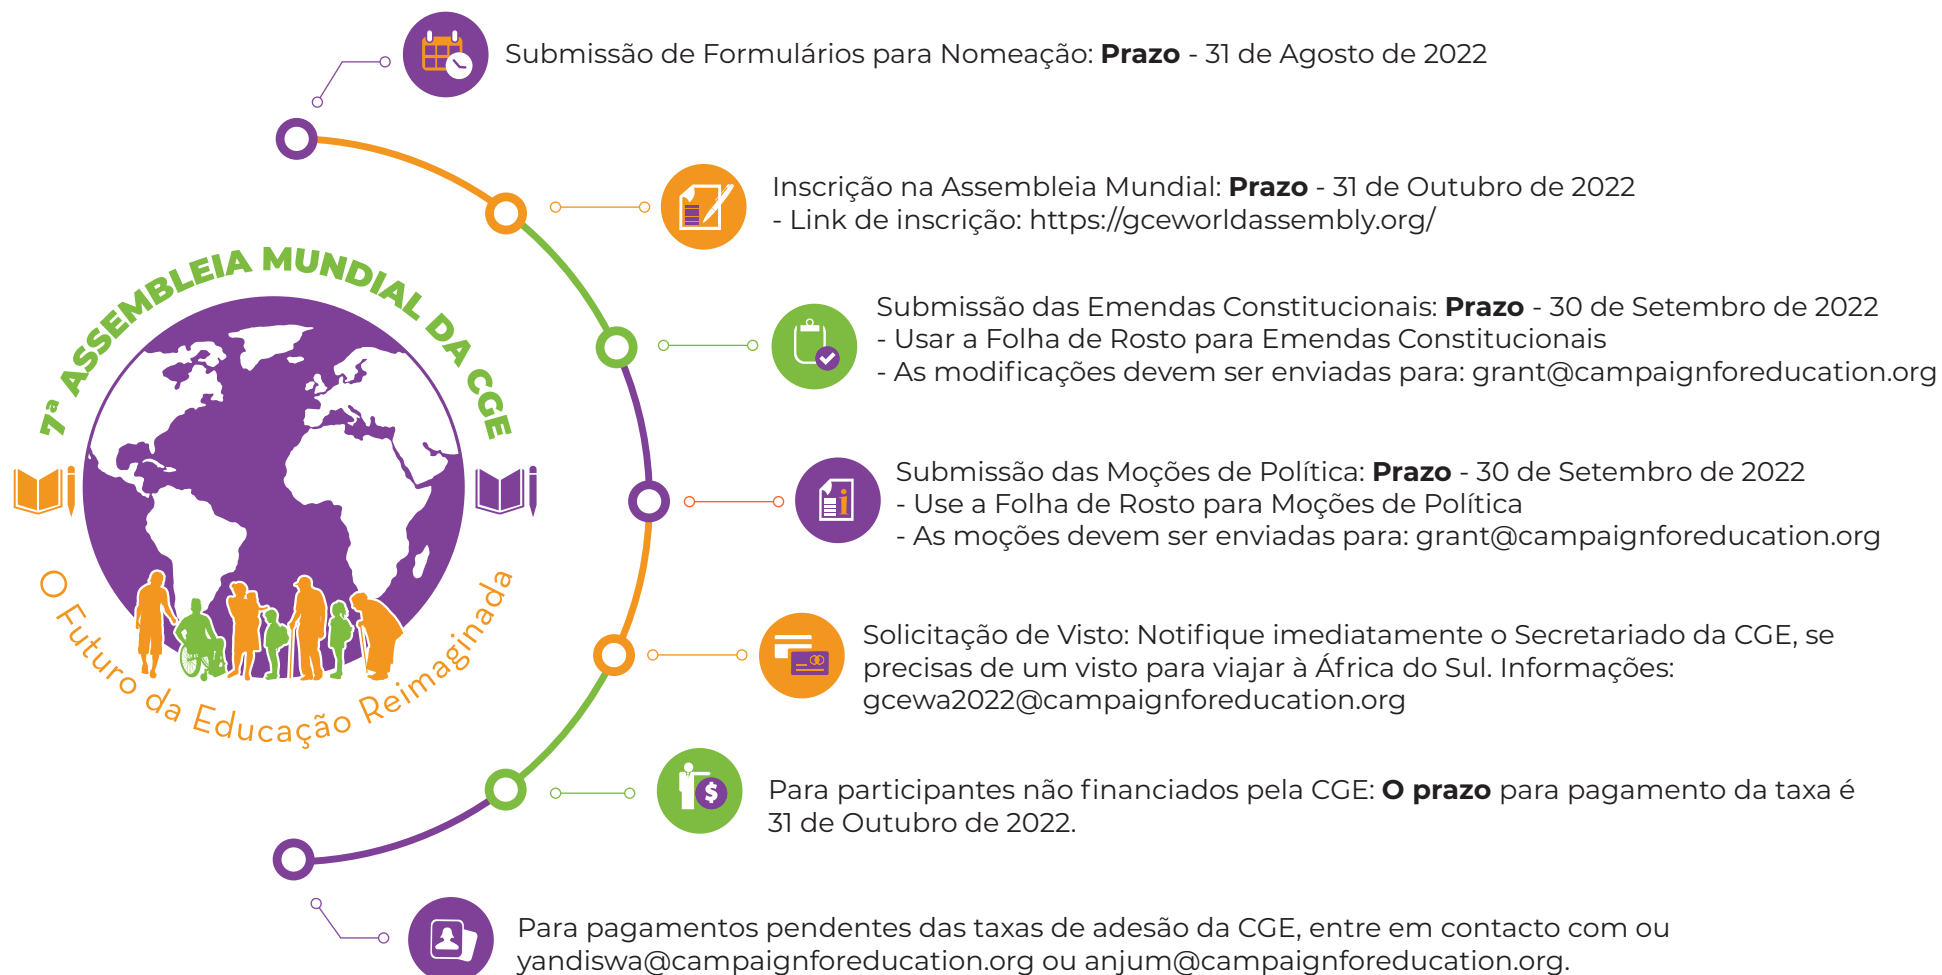 Submissão de Formulários para Nomeação: Prazo - 31 de Agosto de 2022
Inscrição na Assembleia Mundial: Prazo - 31 de Outubro de 2022
- Link de inscrição: https://gceworldassembly.org/
7ª ASSEMBLEIA MUNDIAL DA CGE
O Futuro da Educação Reimaginada
Submissão das Emendas Constitucionais: Prazo - 30 de Setembro de 2022
- Usar a Folha de Rosto para Emendas Constitucionais
- As modificações devem ser enviadas para: grant@campaignforeducation.org
Submissão das Moções de Política: Prazo - 30 de Setembro de 2022
- Use a Folha de Rosto para Moções de Política
- As moções devem ser enviadas para: grant@campaignforeducation.org
Solicitação de Visto: Notifique imediatamente o Secretariado da CGE, se
precisas de um visto para viajar à África do Sul. Informações:
gcewa2022@campaignforeducation.org
Para participantes não financiados pela CGE: O prazo para pagamento da taxa é
31 de Outubro de 2022.
Para pagamentos pendentes das taxas de adesão da CGE, entre em contacto com ou
yandiswa@campaignforeducation.org ou anjum@campaignforeducation.org.